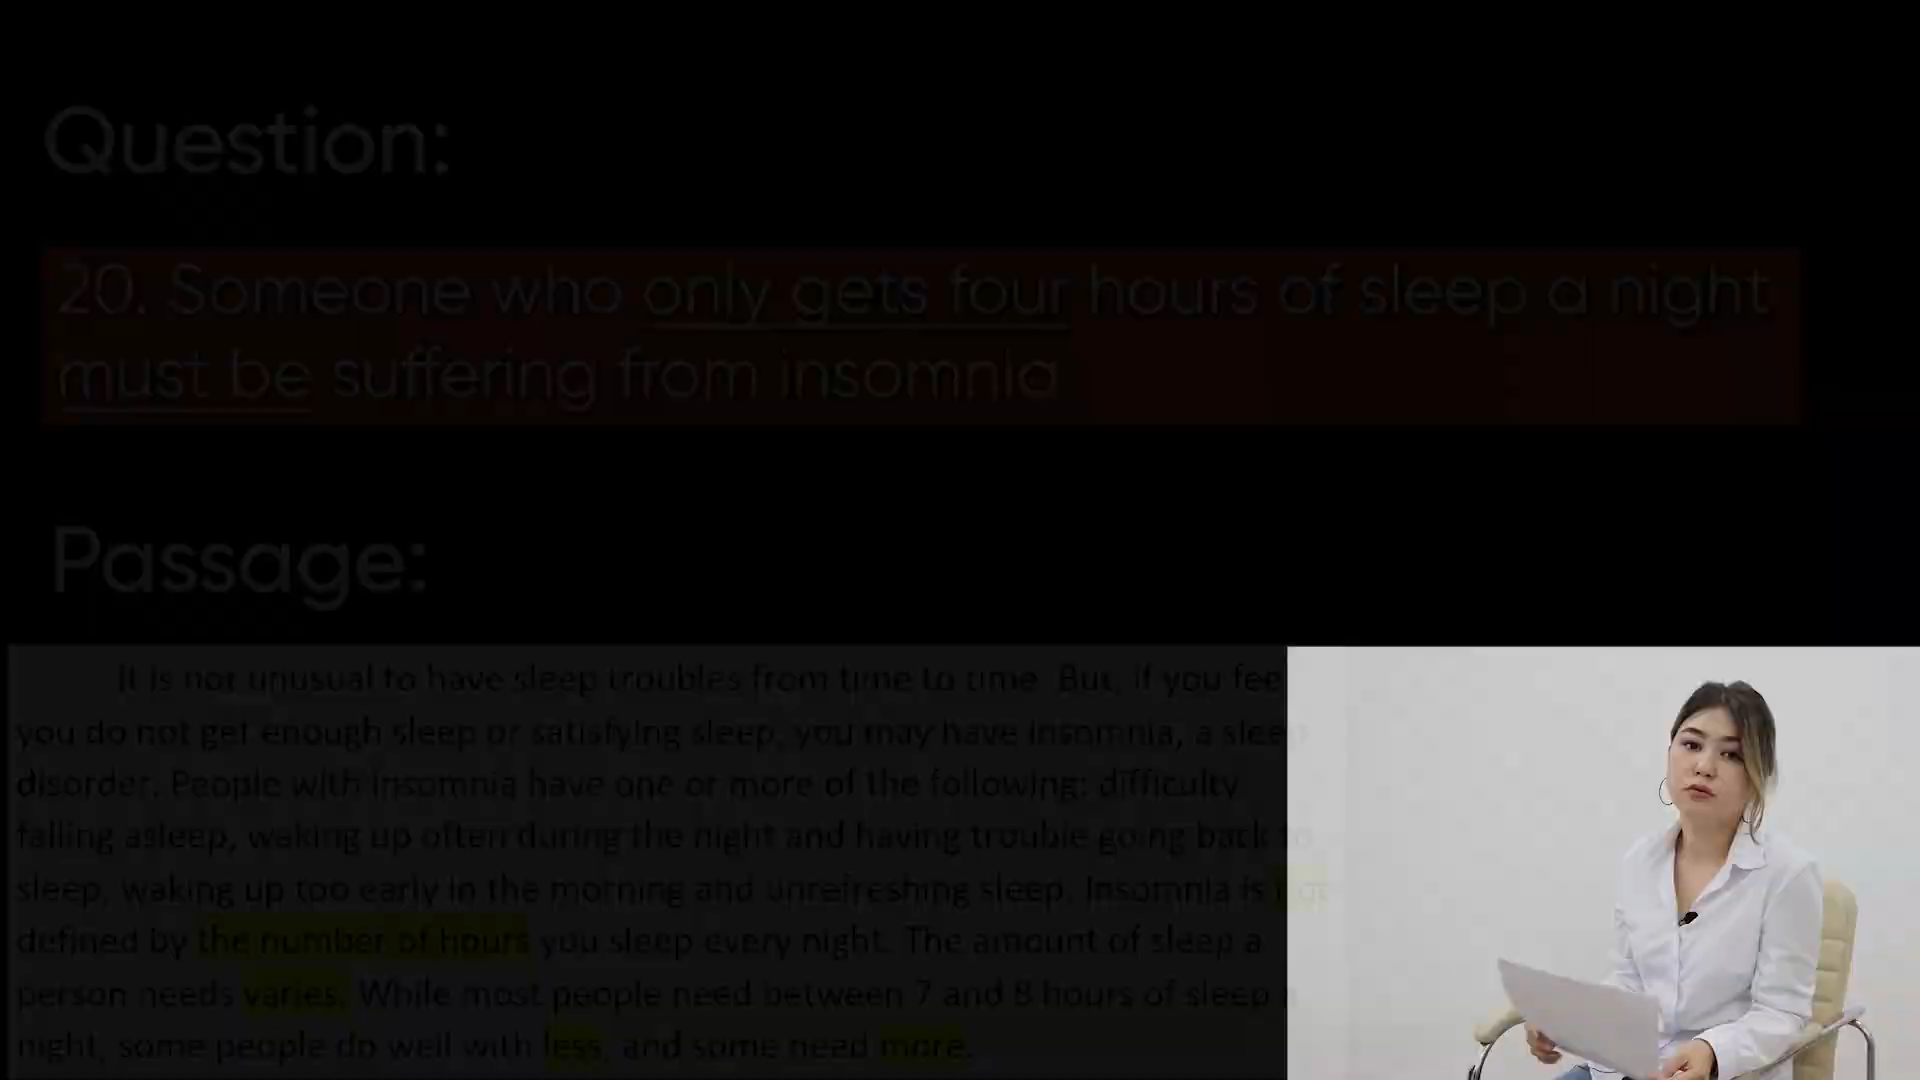 Question:
20. Someone who only gets four hours of sleep a night
must be suffering from insomnia
Passage:
It is not unusual to have sleep troubles from time to time. But, if you feel
you do not get enough sleep or satisfying sleep, you may have insomnia, a sleep
disorder. People with insomnia have one or more of the following: difficulty
falling asleep, waking up often during the night and having trouble going back to
sleep, waking up too early in the morning and unrefreshing sleep. Insomnia is not
defined by the number of hours you sleep every night. The amount of sleep a
person needs varies. While most people need between 7 and 8 hours of sleep a
night, some people do well with less, and some need more.